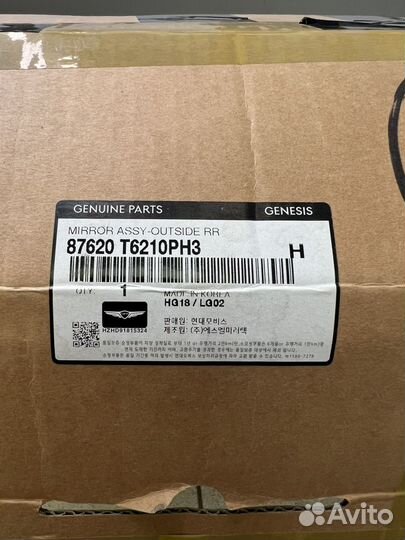 GENUINE PARTS GENESIS
MIRROR ASSY-OUTSIDE RR
87620 T6210PH3 H
QTY: 1 MADE IN KOREA
HG18 / LG02
판매원: 현대모비스
제조원: (주)에스엘미러텍
HZHD91815324
Avito